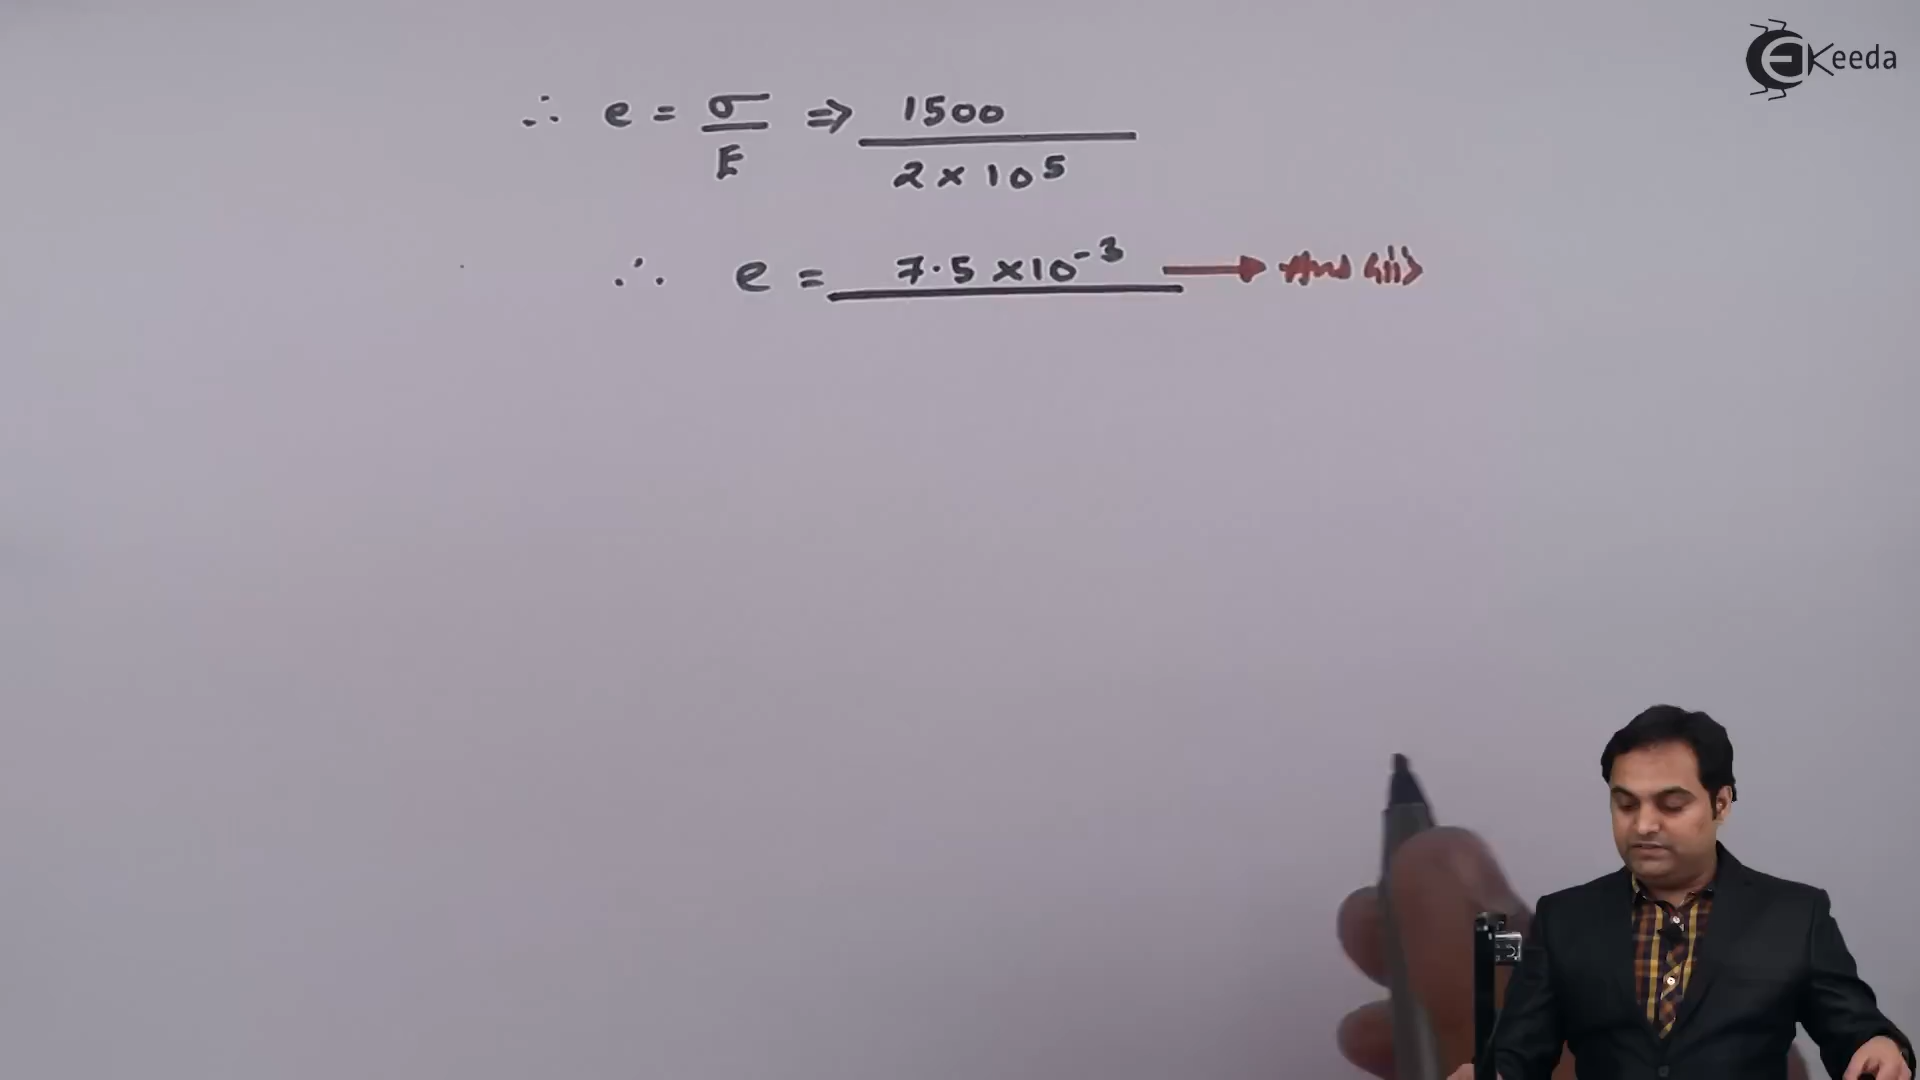 Ekeeda
∴ e = σ/E ⇒ 1500/2 × 10⁵
∴ e = 7.5 × 10⁻³ → Ans (ii)